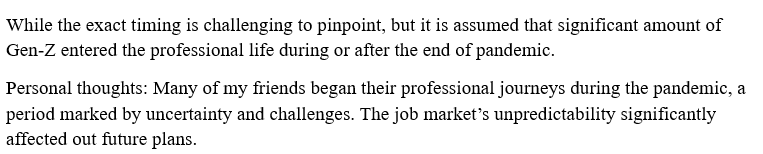 While the exact timing is challenging to pinpoint, but it is assumed that significant amount of
Gen-Z entered the professional life during or after the end of pandemic.
Personal thoughts: Many of my friends began their professional journeys during the pandemic, a
period marked by uncertainty and challenges. The job market’s unpredictability significantly
affected out future plans.